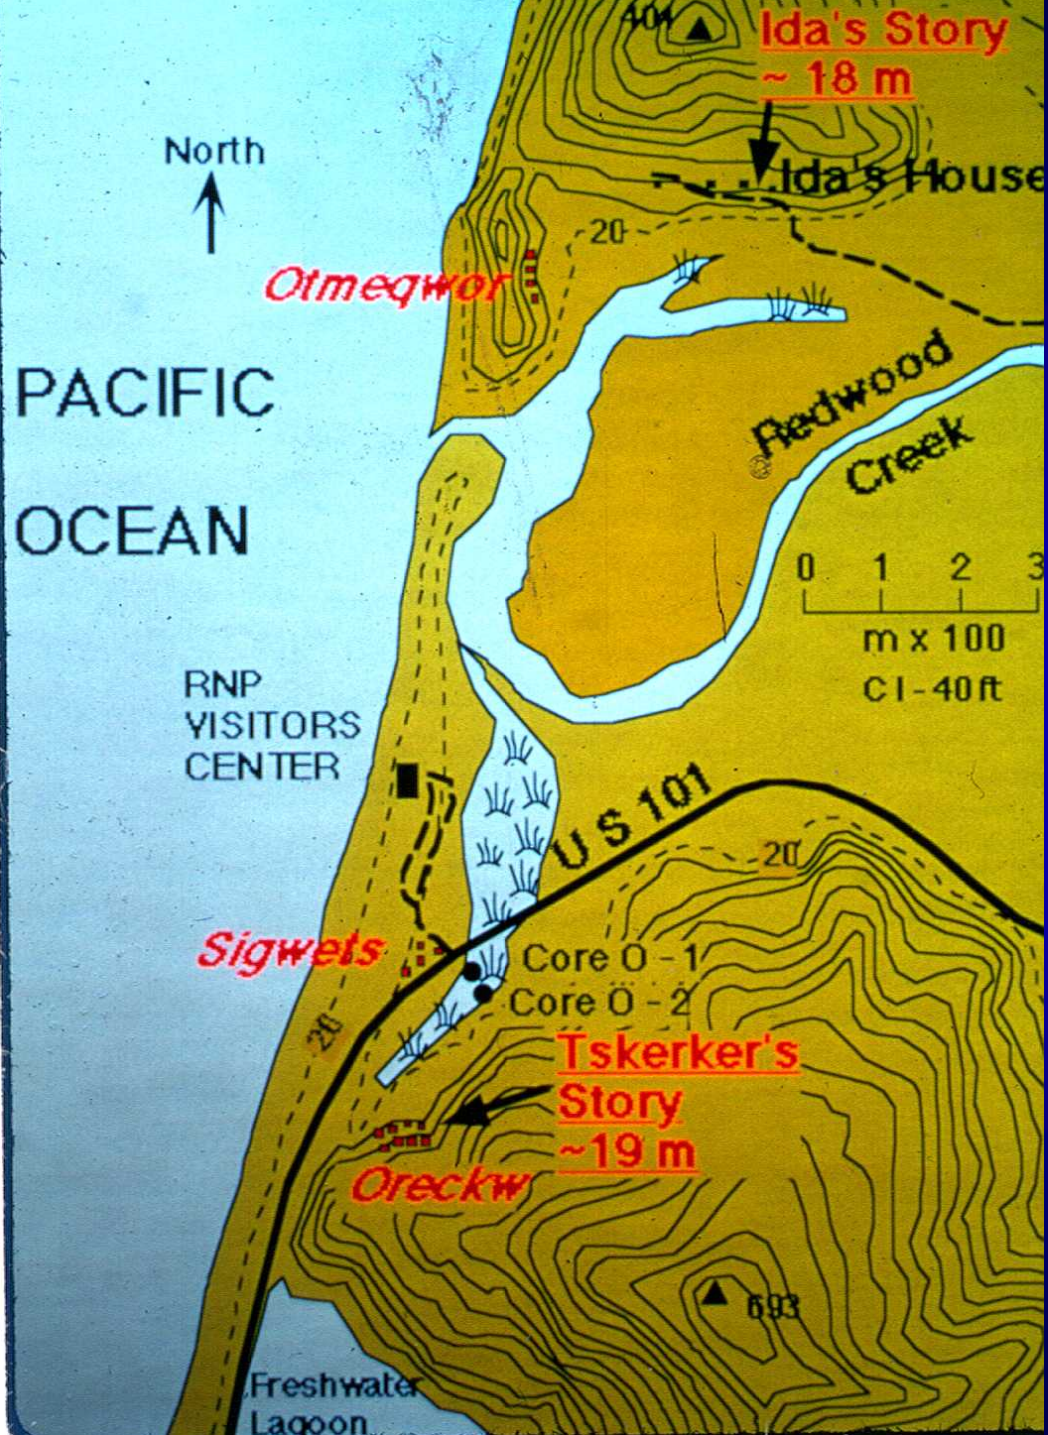 401
Ida's Story
~ 18 m
North
Ida's House
20
Otmeqwor
PACIFIC
OCEAN
Redwood
Creek
0 1 2 3
m x 100
CI-40ft
RNP
VISITORS
CENTER
US 101
20
Sigwets
Core O - 1
Core O - 2
20
Tskerker's
Story
~19 m
Oreckw
693
Freshwater
Lagoon